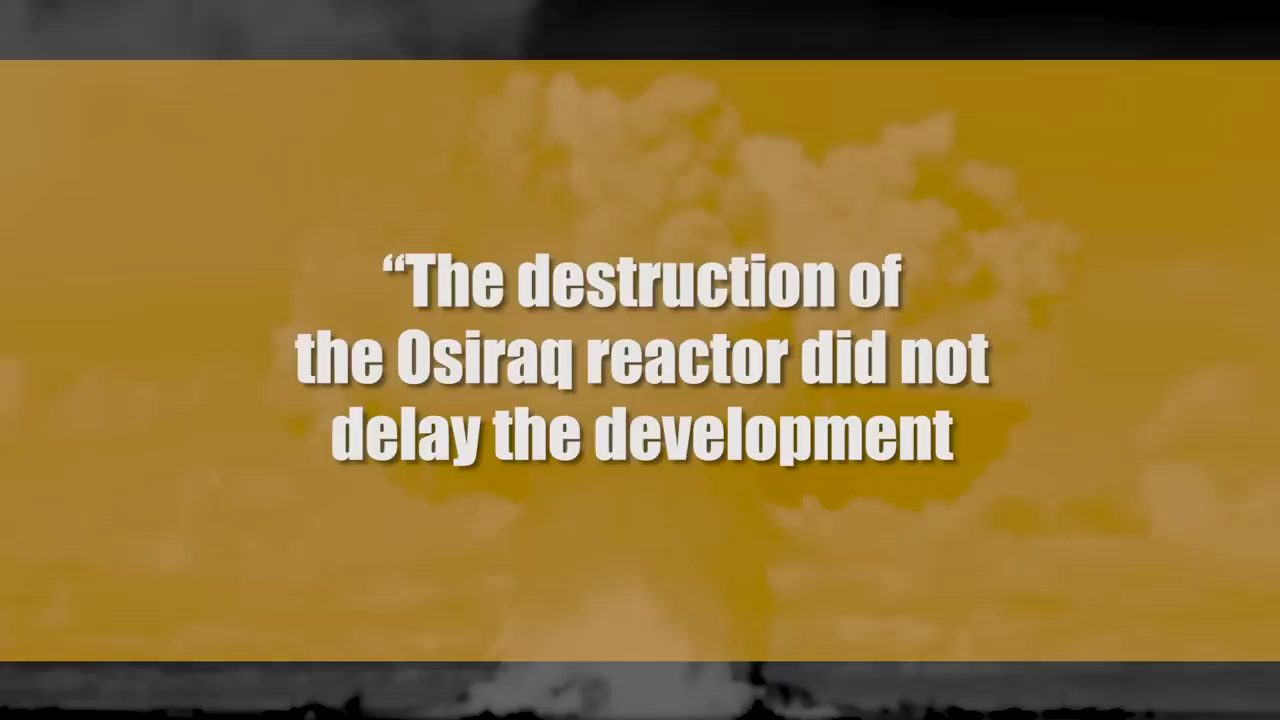 “The destruction of
the Osiraq reactor did not
delay the development